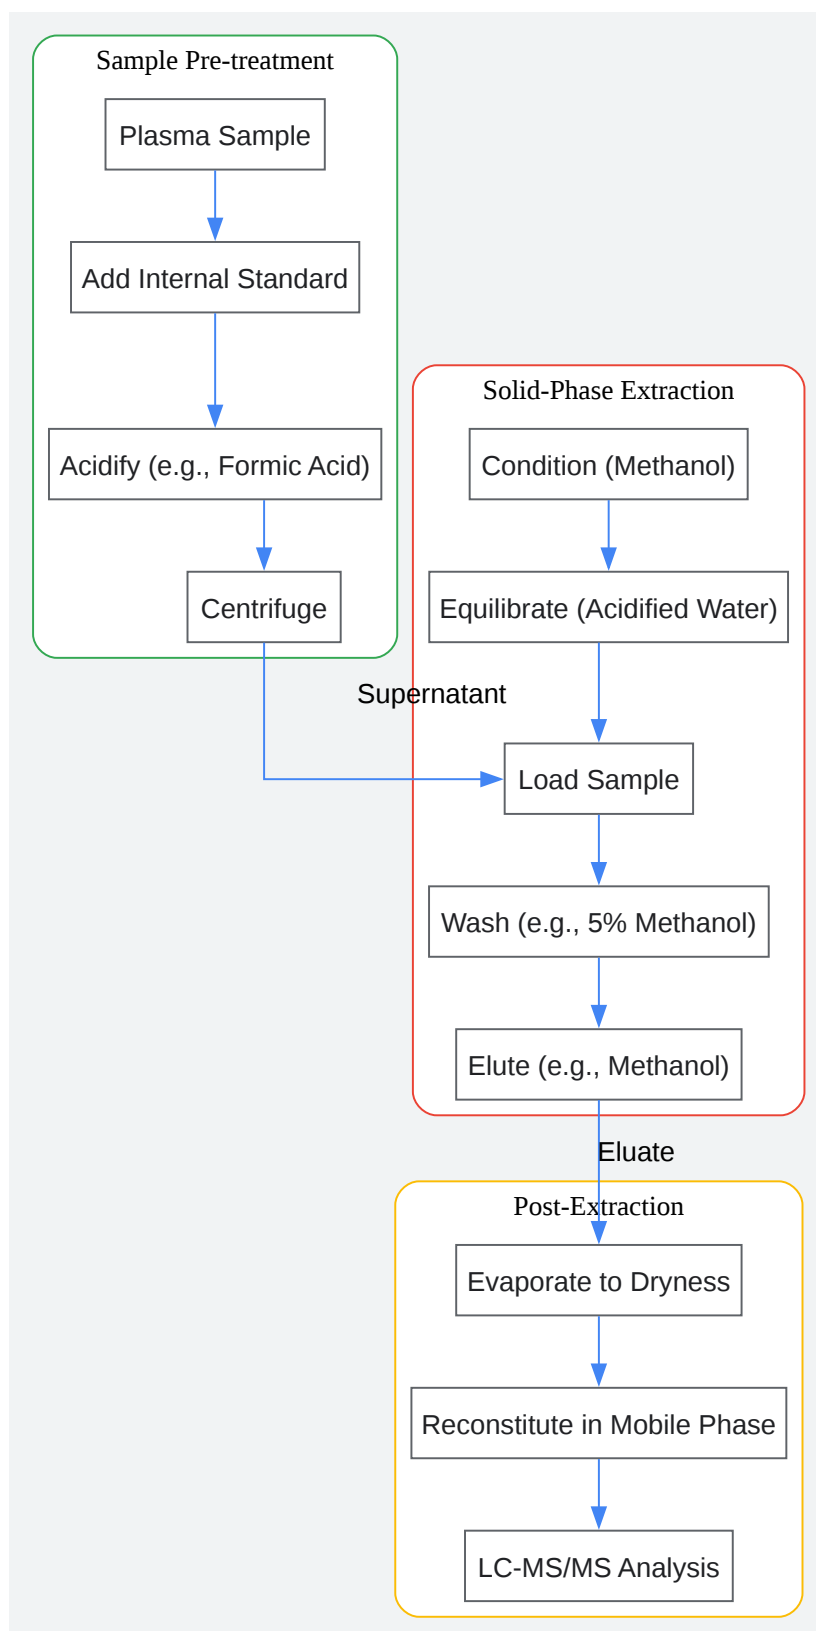 Sample Pre-treatment
Plasma Sample
Add Internal Standard
Acidify (e.g., Formic Acid)
Centrifuge
Supernatant
Solid-Phase Extraction
Condition (Methanol)
Equilibrate (Acidified Water)
Load Sample
Wash (e.g., 5% Methanol)
Elute (e.g., Methanol)
Eluate
Post-Extraction
Evaporate to Dryness
Reconstitute in Mobile Phase
LC-MS/MS Analysis